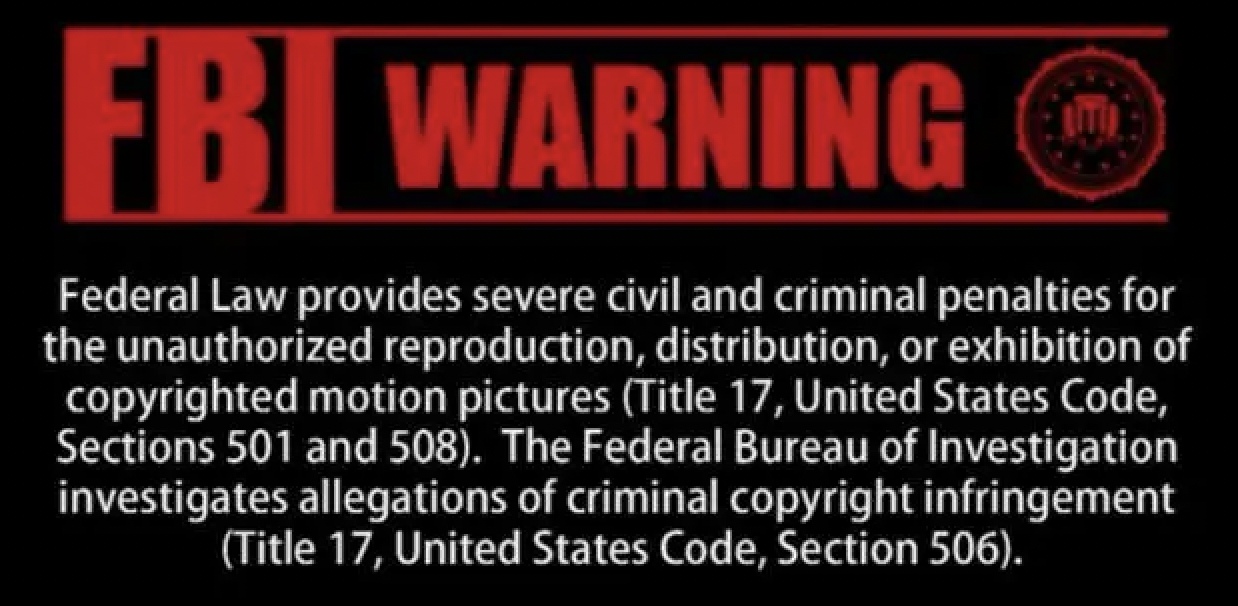 FBI WARNING
Federal Law provides severe civil and criminal penalties for
the unauthorized reproduction, distribution, or exhibition of
copyrighted motion pictures (Title 17, United States Code,
Sections 501 and 508).  The Federal Bureau of Investigation
investigates allegations of criminal copyright infringement
(Title 17, United States Code, Section 506).